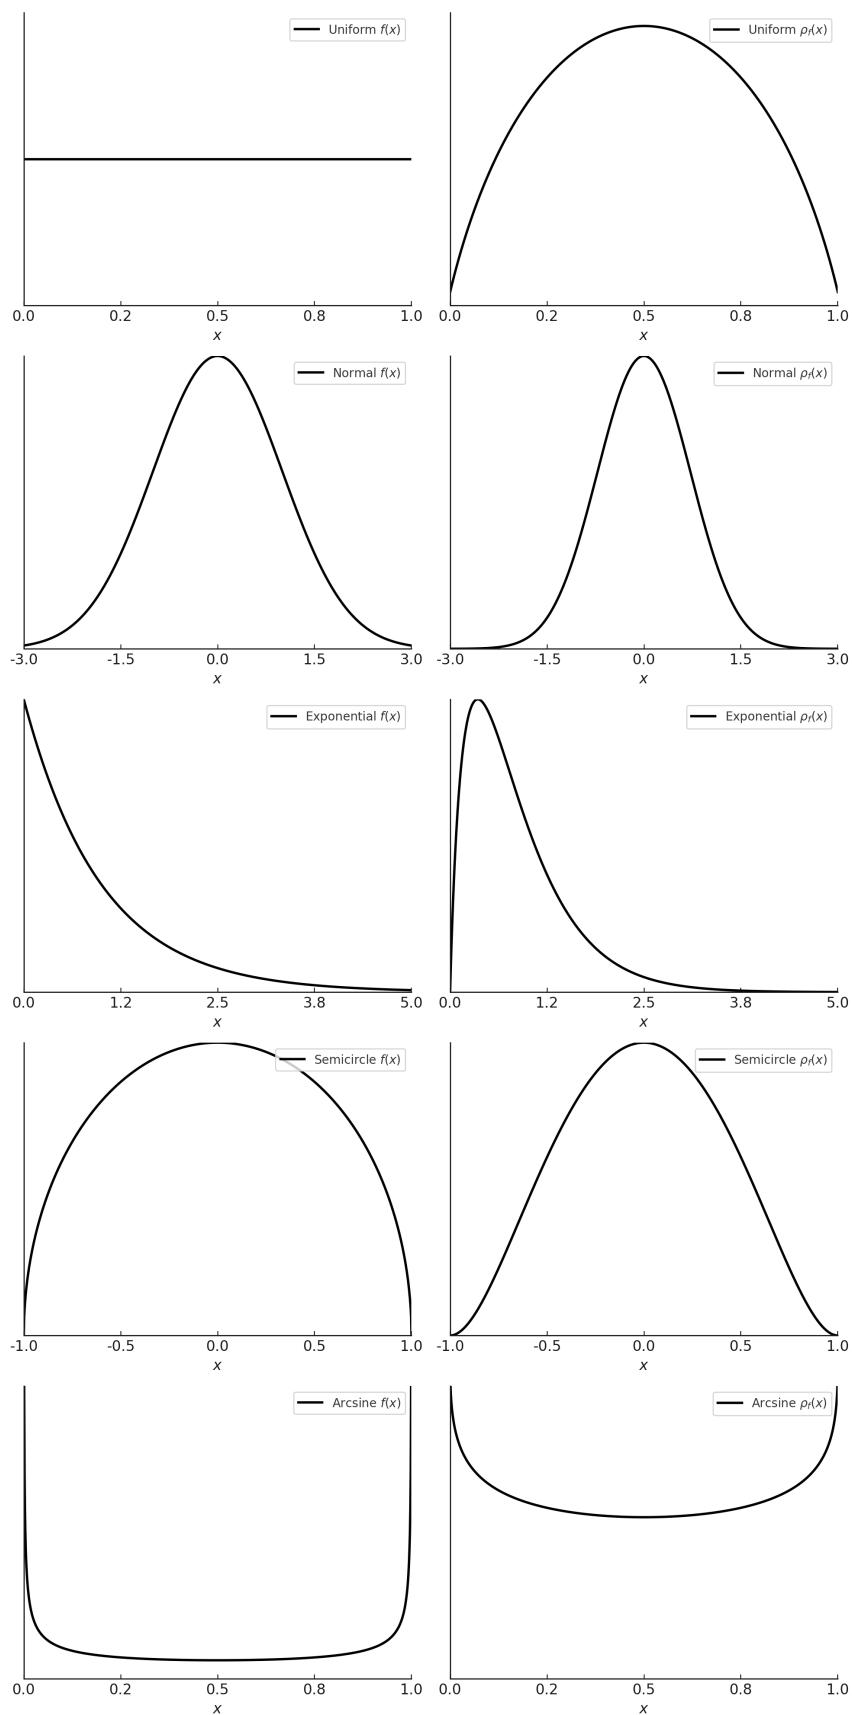 Uniform f(x)
0.0 0.2 0.5 0.8 1.0
x
Uniform ρ_f(x)
0.0 0.2 0.5 0.8 1.0
x
Normal f(x)
-3.0 -1.5 0.0 1.5 3.0
x
Normal ρ_f(x)
-3.0 -1.5 0.0 1.5 3.0
x
Exponential f(x)
0.0 1.2 2.5 3.8 5.0
x
Exponential ρ_f(x)
0.0 1.2 2.5 3.8 5.0
x
Semicircle f(x)
-1.0 -0.5 0.0 0.5 1.0
x
Semicircle ρ_f(x)
-1.0 -0.5 0.0 0.5 1.0
x
Arcsine f(x)
0.0 0.2 0.5 0.8 1.0
x
Arcsine ρ_f(x)
0.0 0.2 0.5 0.8 1.0
x